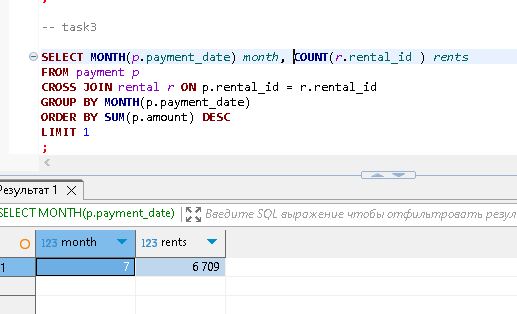 ;
-- task3
SELECT MONTH(p.payment_date) month, COUNT(r.rental_id ) rents
FROM payment p
CROSS JOIN rental r ON p.rental_id = r.rental_id
GROUP BY MONTH(p.payment_date)
ORDER BY SUM(p.amount) DESC
LIMIT 1
;
Результат 1
SELECT MONTH(p.payment_date) Введите SQL выражение чтобы отфильтровать резул
123 month 123 rents
1 7 6 709